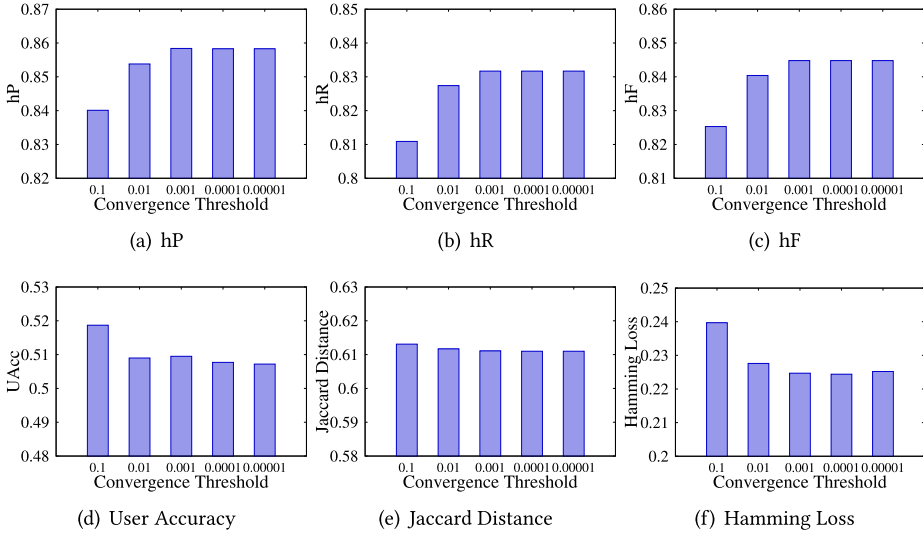 0.87
0.86
0.85
0.84
0.83
0.82
hP
0.1 0.01 0.001 0.0001 0.00001
Convergence Threshold
(a) hP
0.85
0.84
0.83
0.82
0.81
0.8
hR
0.1 0.01 0.001 0.0001 0.00001
Convergence Threshold
(b) hR
0.86
0.85
0.84
0.83
0.82
0.81
hF
0.1 0.01 0.001 0.0001 0.00001
Convergence Threshold
(c) hF
0.53
0.52
0.51
0.5
0.49
0.48
UAcc
0.1 0.01 0.001 0.0001 0.00001
Convergence Threshold
(d) User Accuracy
0.63
0.62
0.61
0.6
0.59
0.58
Jaccard Distance
0.1 0.01 0.001 0.0001 0.00001
Convergence Threshold
(e) Jaccard Distance
0.25
0.24
0.23
0.22
0.21
0.2
Hamming Loss
0.1 0.01 0.001 0.0001 0.00001
Convergence Threshold
(f) Hamming Loss